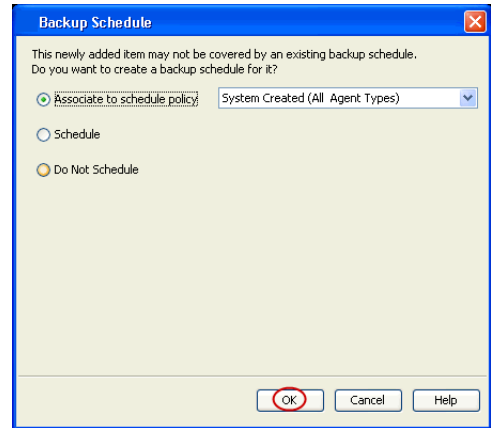 Backup Schedule
This newly added item may not be covered by an existing backup schedule.
Do you want to create a backup schedule for it?
Associate to schedule policy System Created (All Agent Types)
Schedule
Do Not Schedule
OK Cancel Help